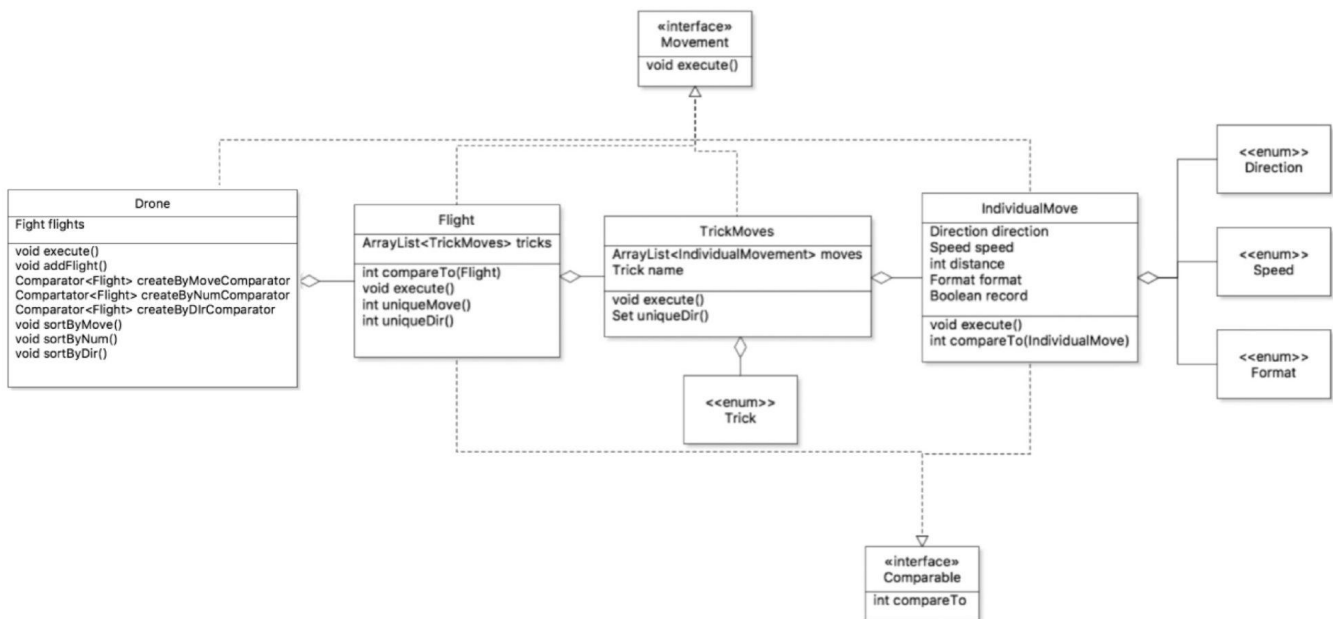 «interface»
Movement
void execute()
Drone
Fight flights
void execute()
void addFlight()
Comparator<Flight> createByMoveComparator
Compartator<Flight> createByNumComparator
Comparator<Flight> createByDIrComparator
void sortByMove()
void sortByNum()
void sortByDir()
Flight
ArrayList<TrickMoves> tricks
int compareTo(Flight)
void execute()
int uniqueMove()
int uniqueDir()
TrickMoves
ArrayList<IndividualMovement> moves
Trick name
void execute()
Set uniqueDir()
<<enum>>
Trick
IndividualMove
Direction direction
Speed speed
int distance
Format format
Boolean record
void execute()
int compareTo(IndividualMove)
<<enum>>
Direction
<<enum>>
Speed
<<enum>>
Format
«interface»
Comparable
int compareTo